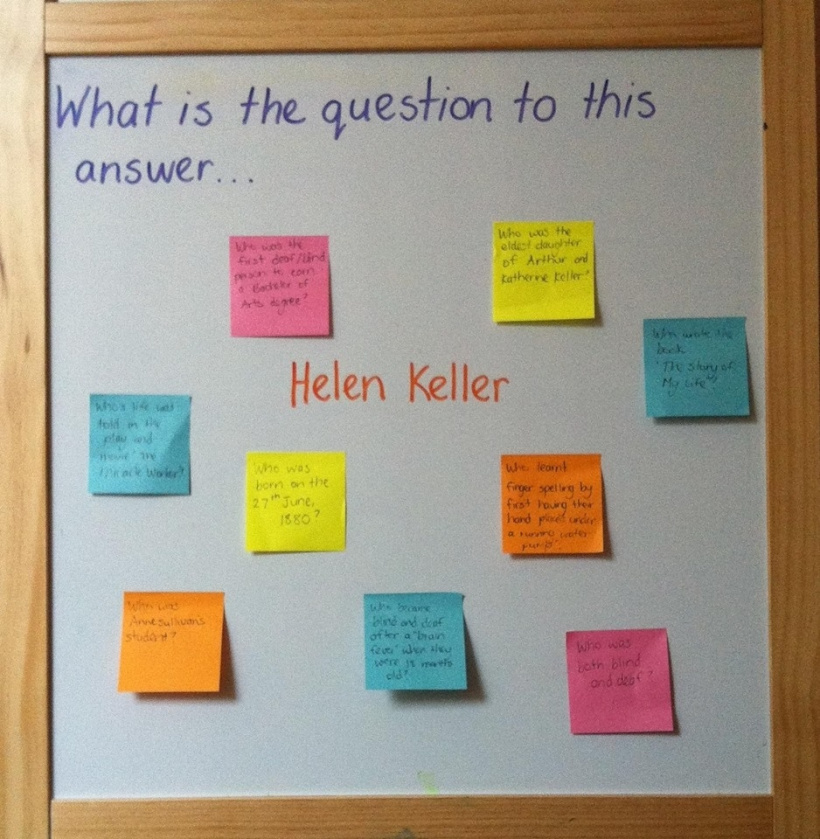 What is the question to this
answer...
Who was the
first deaf/blind
person to earn
a Bachelor of
Arts degree?
Who was the
eldest daughter
of Arthur and
Katherine Keller?
Who wrote the
book
'The Story of
My Life'?
Helen Keller
Who's life was
told in the
play and
movie 'The
Miracle Worker'?
Who was
born on the
27th June,
1880?
Who learnt
finger spelling by
first having their
hand placed under
a running water
pump?
Who was
Anne Sullivan's
student?
Who became
blind and deaf
after a "brain
fever" when they
were 18 months
old?
Who was
both blind
and deaf?